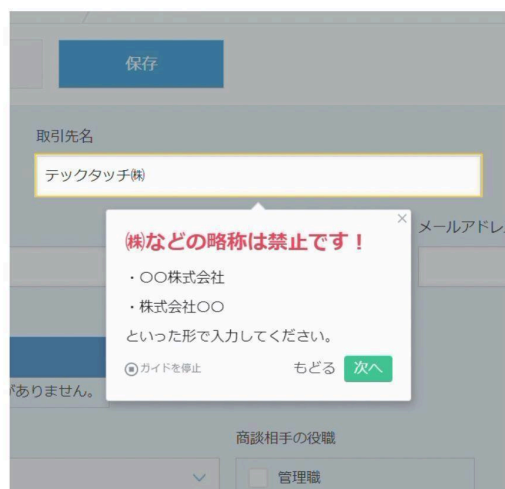 保存
取引先名
テックタッチ㈱
㈱などの略称は禁止です！
メールアドレ
・〇〇株式会社
・株式会社〇〇
といった形で入力してください。
ガイドを停止
もどる
次へ
がありません。
商談相手の役職
管理職